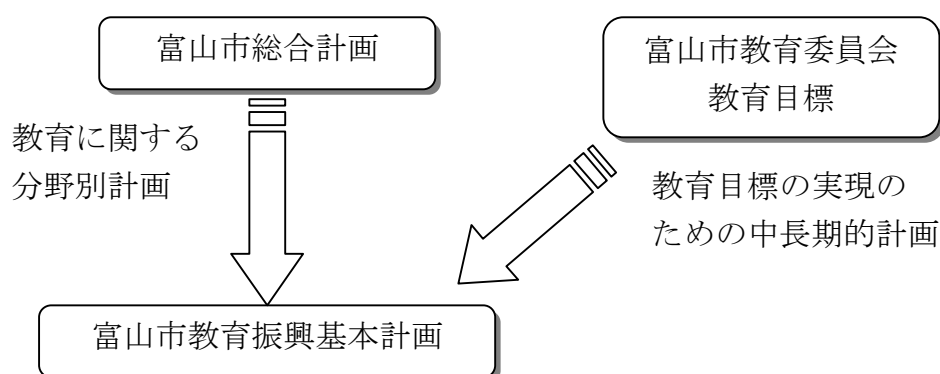 富山市総合計画
富山市教育委員会
教育目標
教育に関する
分野別計画
教育目標の実現の
ための中長期的計画
富山市教育振興基本計画